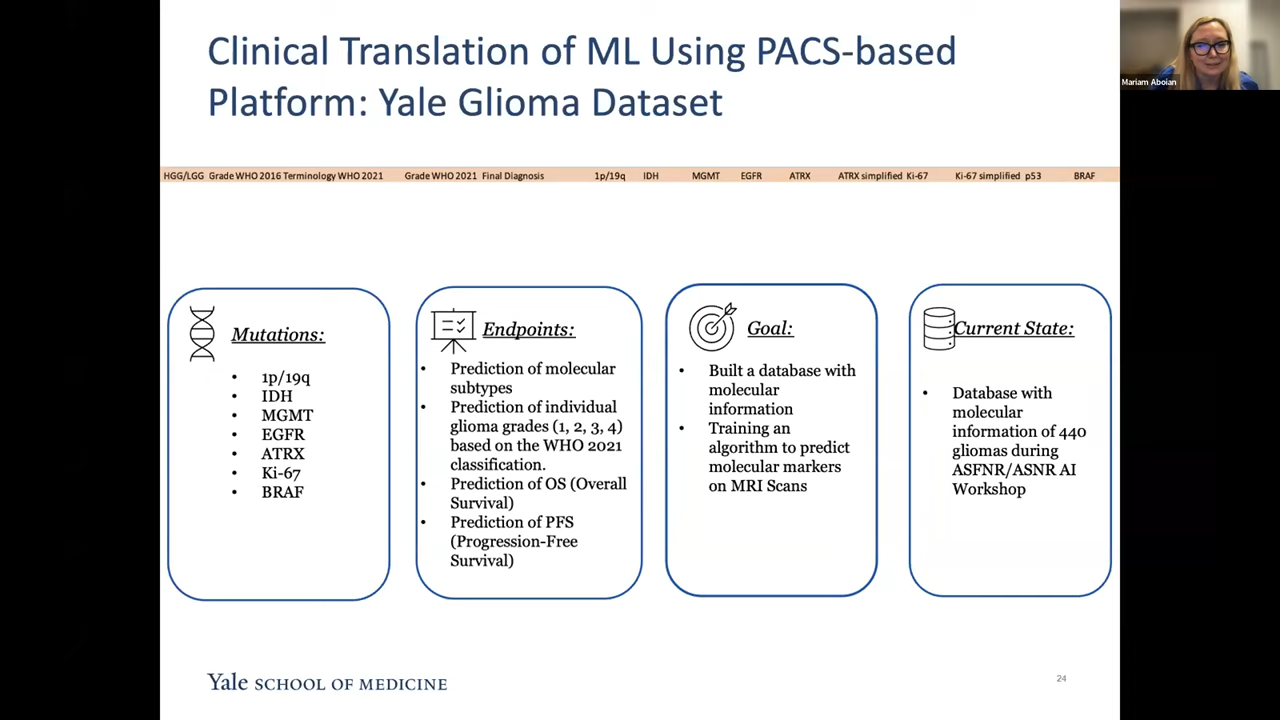 Clinical Translation of ML Using PACS-based
Platform: Yale Glioma Dataset
Mariam Aboian
HGG/LGG Grade WHO 2016 Terminology WHO 2021 Grade WHO 2021 Final Diagnosis 1p/19q IDH MGMT EGFR ATRX ATRX simplified Ki-67 Ki-67 simplified p53 BRAF
Mutations:
• 1p/19q
• IDH
• MGMT
• EGFR
• ATRX
• Ki-67
• BRAF
Endpoints:
• Prediction of molecular
subtypes
• Prediction of individual
glioma grades (1, 2, 3, 4)
based on the WHO 2021
classification.
• Prediction of OS (Overall
Survival)
• Prediction of PFS
(Progression-Free
Survival)
Goal:
• Built a database with
molecular
information
• Training an
algorithm to predict
molecular markers
on MRI Scans
Current State:
• Database with
molecular
information of 440
gliomas during
ASFNR/ASNR AI
Workshop
Yale SCHOOL OF MEDICINE
24